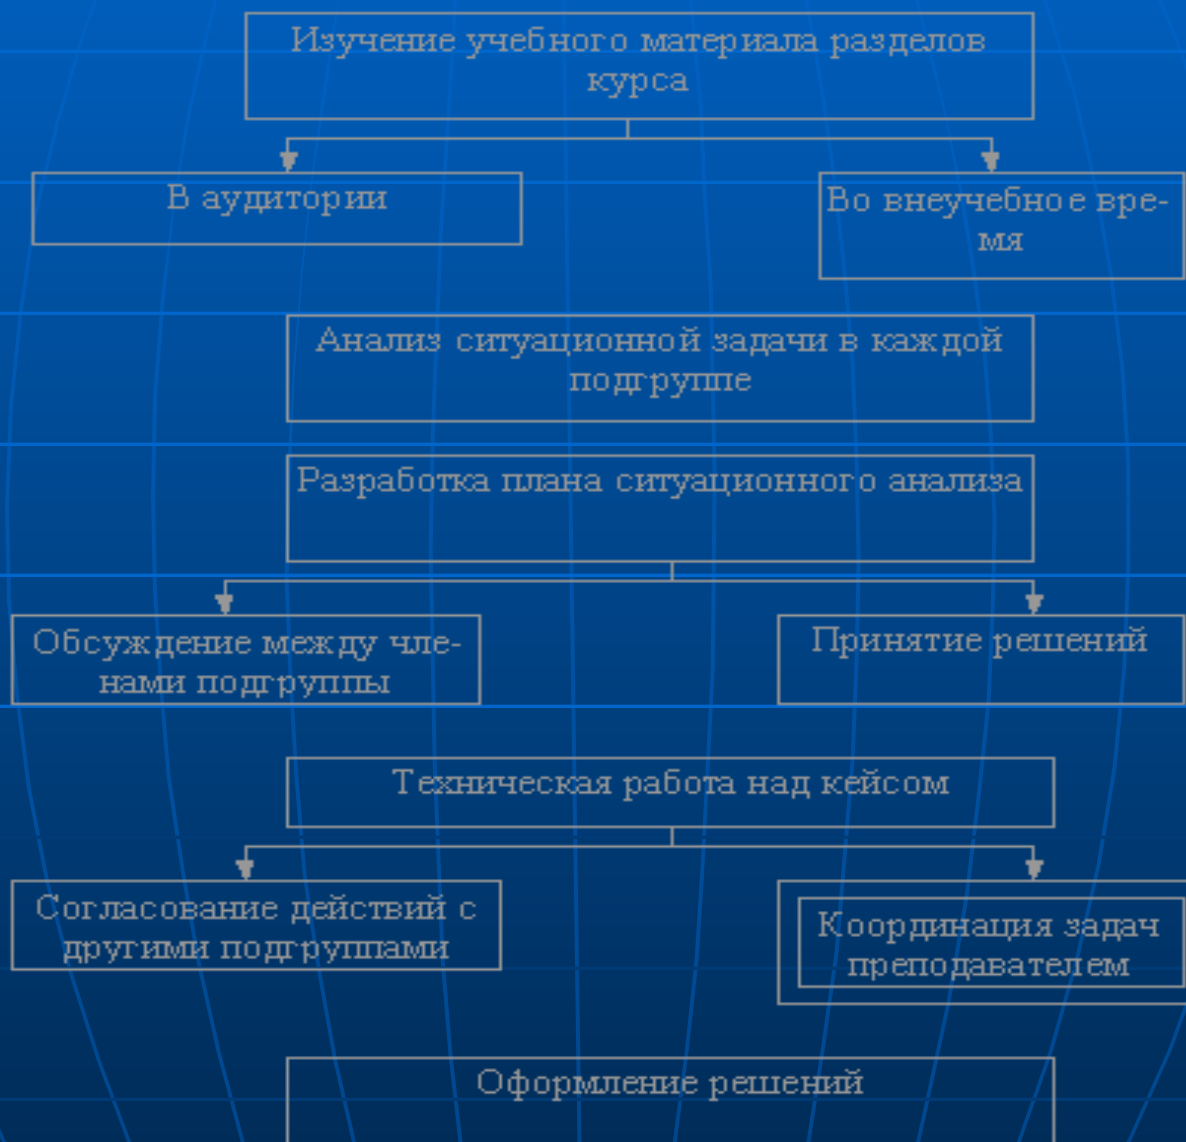 Изучение учебного материала разделов
курса
В аудитории
Во внеучебное вре-
мя
Анализ ситуационной задачи в каждой
подгруппе
Разработка плана ситуационного анализа
Обсуждение между чле-
нами подгруппы
Принятие решений
Техническая работа над кейсом
Согласование действий с
другими подгруппами
Координация задач
преподавателем
Оформление решений